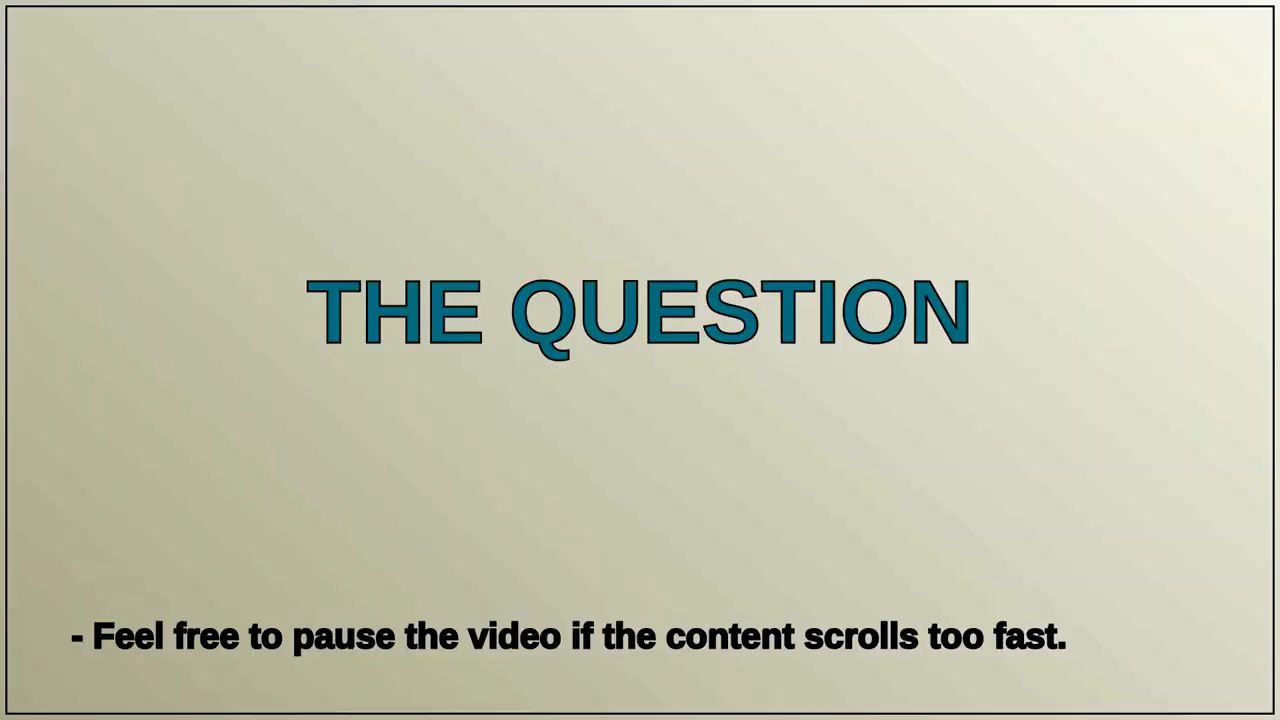 THE QUESTION
- Feel free to pause the video if the content scrolls too fast.